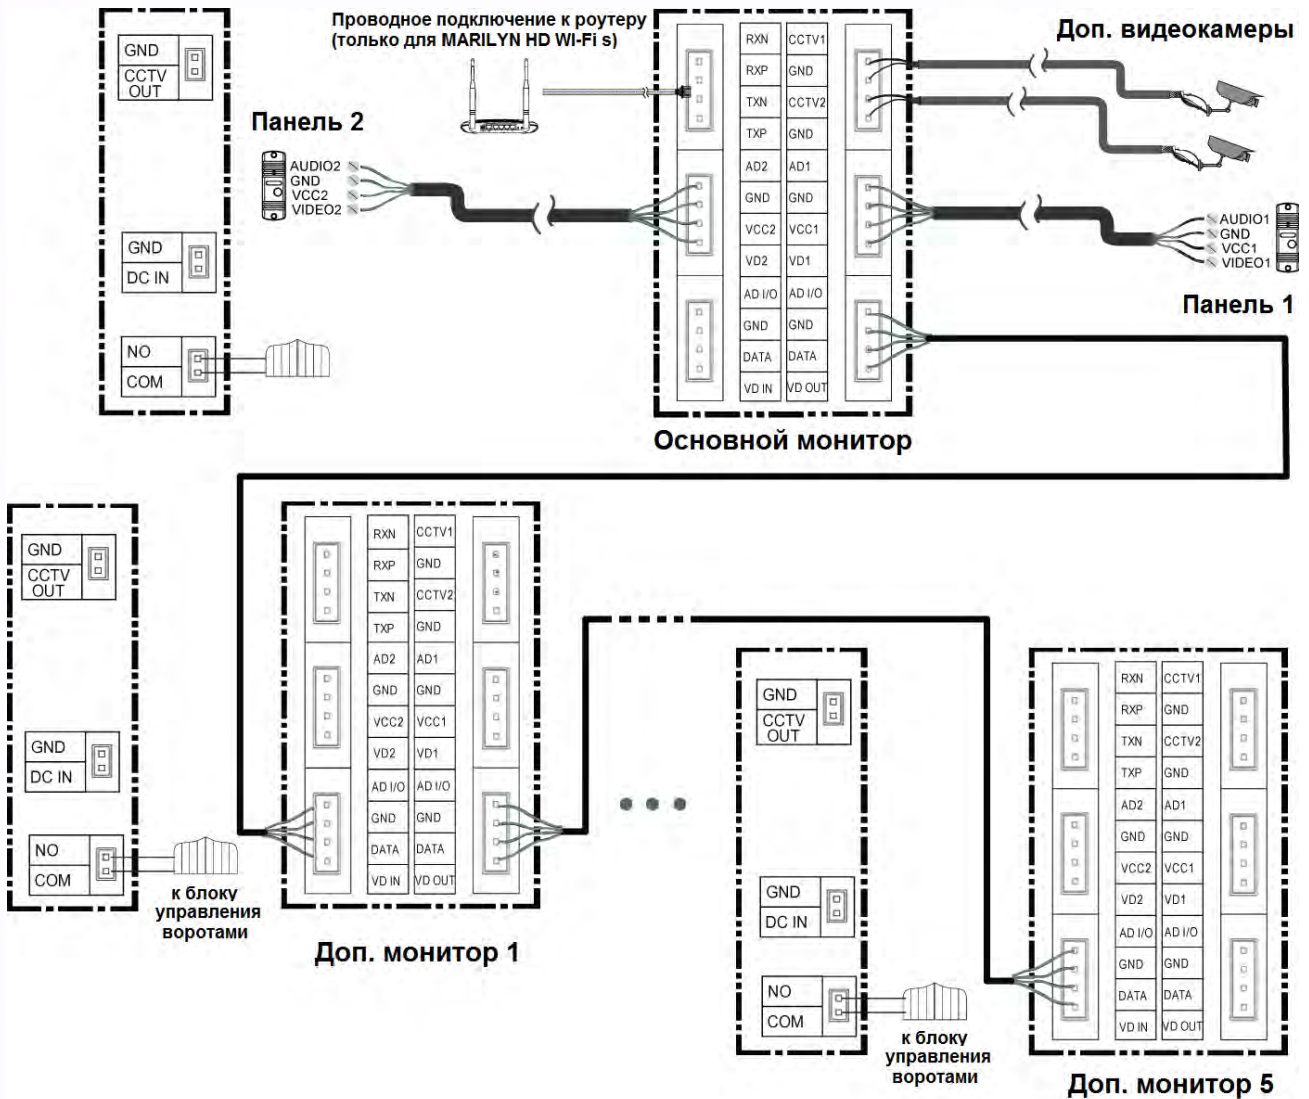 Проводное подключение к роутеру
(только для MARILYN HD WI-Fi s)
GND
CCTV
OUT
GND
DC IN
NO
COM
Панель 2
AUDIO2
GND
VCC2
VIDEO2
RXN CCTV1
RXP GND
TXN CCTV2
TXP GND
AD2 AD1
GND GND
VCC2 VCC1
VD2 VD1
AD I/O AD I/O
GND GND
DATA DATA
VD IN VD OUT
Основной монитор
Доп. видеокамеры
AUDIO1
GND
VCC1
VIDEO1
Панель 1
GND
CCTV
OUT
GND
DC IN
NO
COM
к блоку
управления
воротами
RXN CCTV1
RXP GND
TXN CCTV2
TXP GND
AD2 AD1
GND GND
VCC2 VCC1
VD2 VD1
AD I/O AD I/O
GND GND
DATA DATA
VD IN VD OUT
Доп. монитор 1
GND
CCTV
OUT
GND
DC IN
NO
COM
к блоку
управления
воротами
RXN CCTV1
RXP GND
TXN CCTV2
TXP GND
AD2 AD1
GND GND
VCC2 VCC1
VD2 VD1
AD I/O AD I/O
GND GND
DATA DATA
VD IN VD OUT
Доп. монитор 5